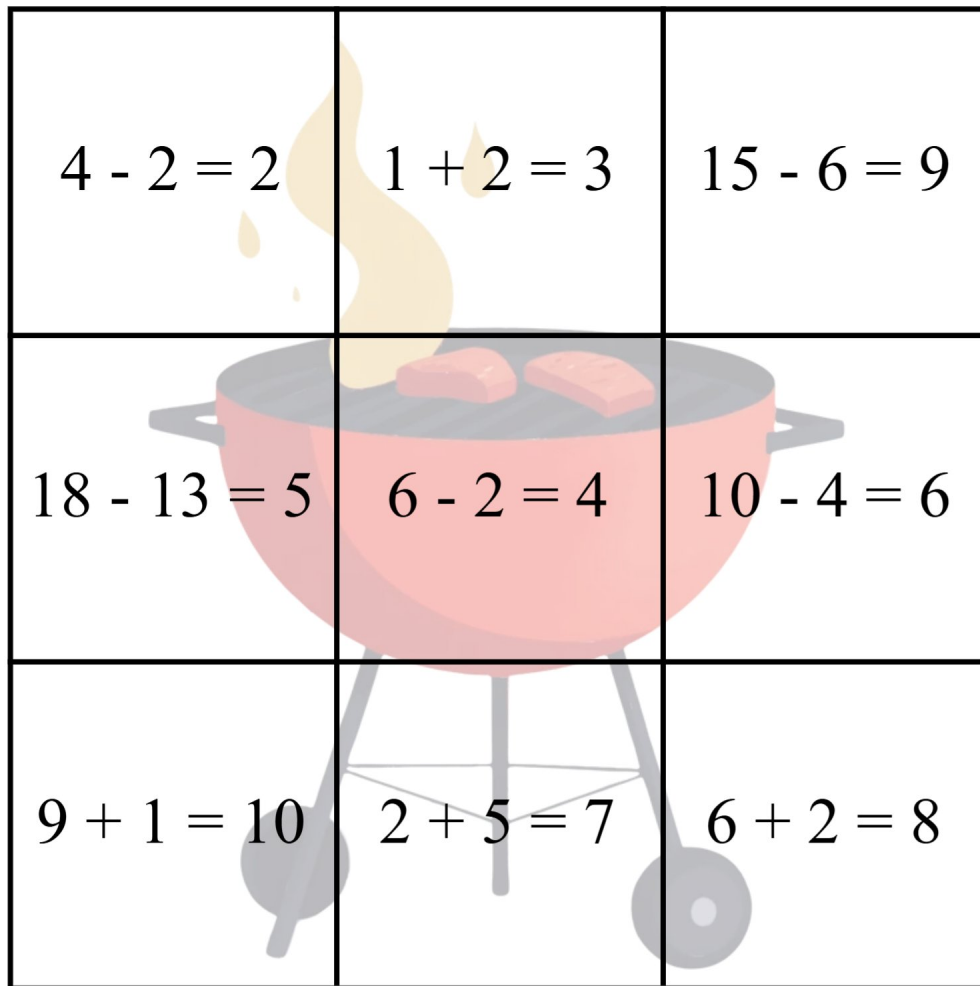 4 - 2 = 2
1 + 2 = 3
15 - 6 = 9
18 - 13 = 5
6 - 2 = 4
10 - 4 = 6
9 + 1 = 10
2 + 5 = 7
6 + 2 = 8